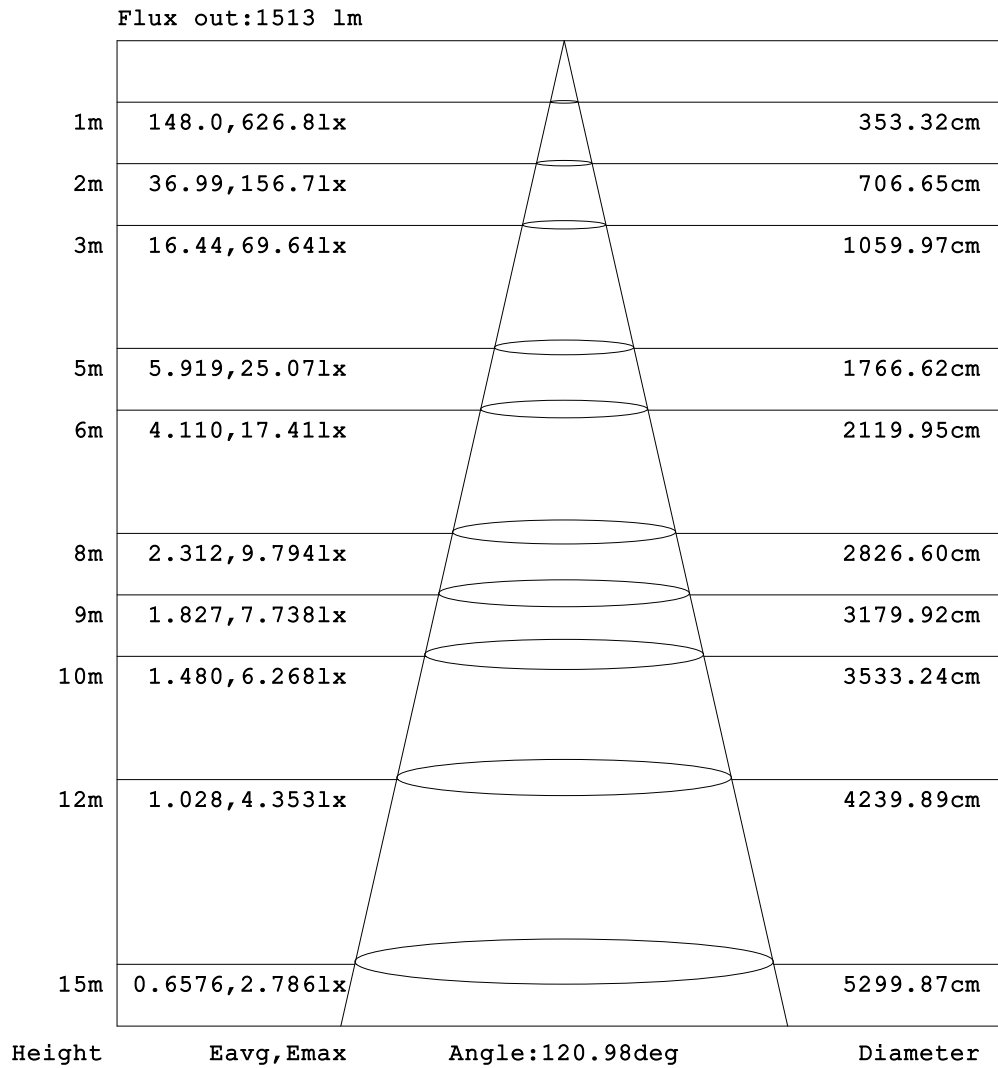 Flux out:1513 lm
1m 148.0,626.8lx 353.32cm
2m 36.99,156.7lx 706.65cm
3m 16.44,69.64lx 1059.97cm
5m 5.919,25.07lx 1766.62cm
6m 4.110,17.41lx 2119.95cm
8m 2.312,9.794lx 2826.60cm
9m 1.827,7.738lx 3179.92cm
10m 1.480,6.268lx 3533.24cm
12m 1.028,4.353lx 4239.89cm
15m 0.6576,2.786lx 5299.87cm
Height Eavg,Emax Angle:120.98deg Diameter